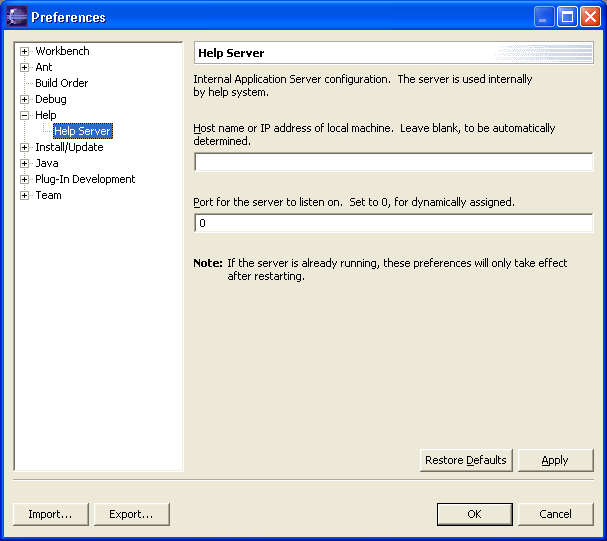 Preferences
Workbench
Ant
Build Order
Debug
Help
Help Server
Install/Update
Java
Plug-In Development
Team
Help Server
Internal Application Server configuration.  The server is used internally
by help system.
Host name or IP address of local machine.  Leave blank, to be automatically
determined.
Port for the server to listen on.  Set to 0, for dynamically assigned.
0
Note:  If the server is already running, these preferences will only take effect
after restarting.
Restore Defaults
Apply
Import...
Export...
OK
Cancel